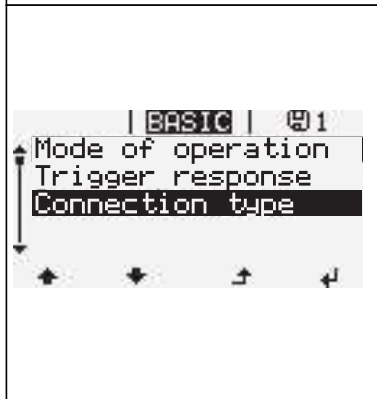 | BASIC | 1
Mode of operation
Trigger response
Connection type